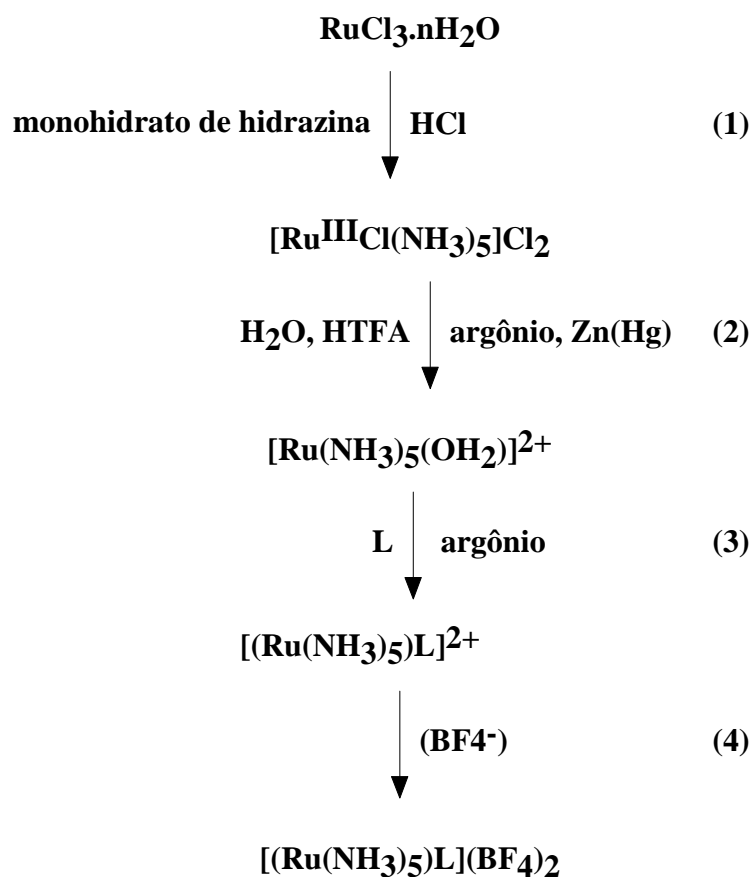 RuCl3.nH2O
monohidrato de hidrazina HCl (1)
[RuIIICl(NH3)5]Cl2
H2O, HTFA argônio, Zn(Hg) (2)
[Ru(NH3)5(OH2)]2+
L argônio (3)
[(Ru(NH3)5)L]2+
(BF4-) (4)
[(Ru(NH3)5)L](BF4)2